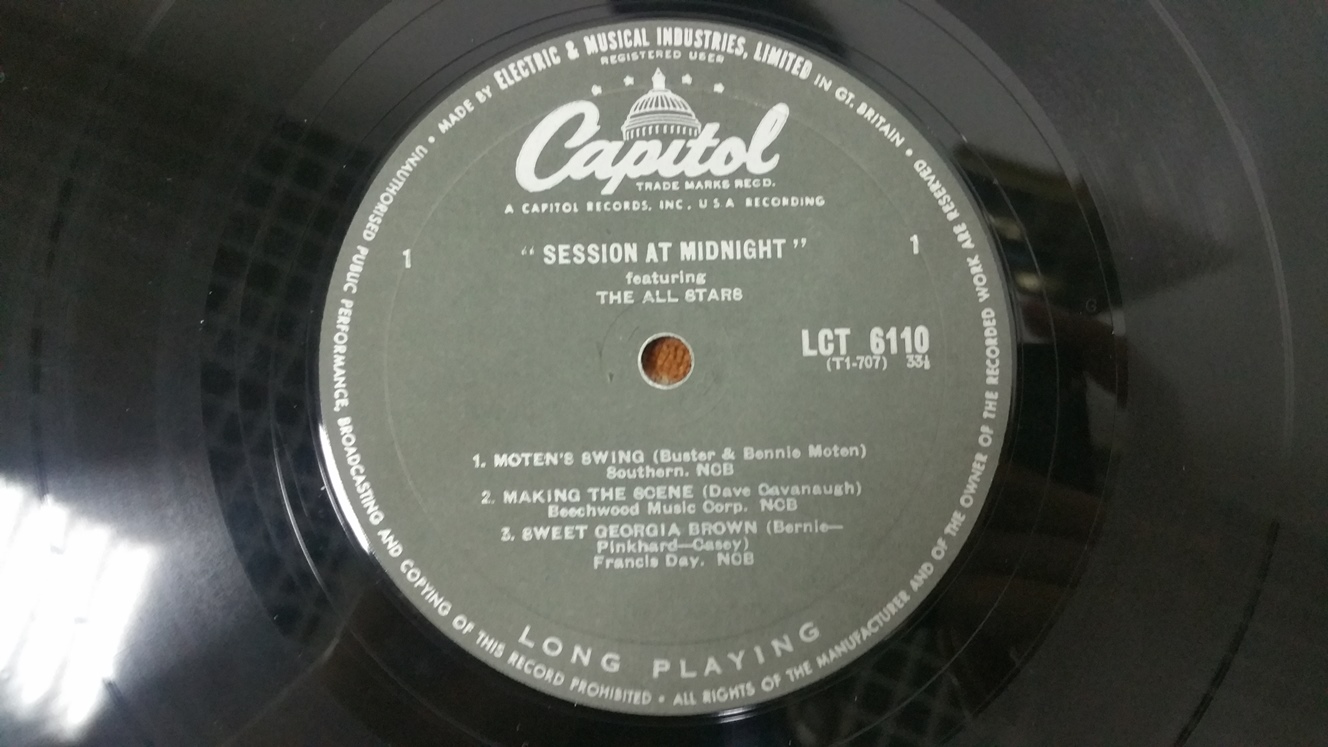 MADE BY ELECTRIC & MUSICAL INDUSTRIES, LIMITED IN GT. BRITAIN • ALL RIGHTS OF THE MANUFACTURER AND OF THE OWNER OF THE RECORDED WORK ARE RESERVED • UNAUTHORISED PUBLIC PERFORMANCE, BROADCASTING AND COPYING OF THIS RECORD PROHIBITED •
REGISTERED USER
Capitol
TRADE MARKS REGD.
A CAPITOL RECORDS, INC., U S A RECORDING
1 1
“ SESSION AT MIDNIGHT ”
featuring
THE ALL STARS
LCT 6110
(T1-707) 33⅓
1. MOTEN'S SWING (Buster & Bennie Moten)
Southern. NCB
2. MAKING THE SCENE (Dave Cavanaugh)
Beechwood Music Corp. NCB
3. SWEET GEORGIA BROWN (Bernie—
Pinkhard—Casey)
Francis Day. NCB
LONG PLAYING